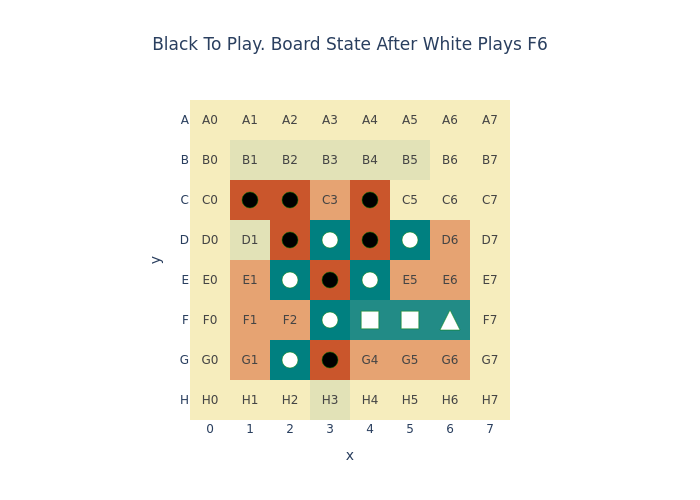 Black To Play. Board State After White Plays F6
A A0 A1 A2 A3 A4 A5 A6 A7
B B0 B1 B2 B3 B4 B5 B6 B7
C C0 C3 C5 C6 C7
D D0 D1 D6 D7
y
E E0 E1 E5 E6 E7
F F0 F1 F2 F7
G G0 G1 G4 G5 G6 G7
H H0 H1 H2 H3 H4 H5 H6 H7
0 1 2 3 4 5 6 7
x